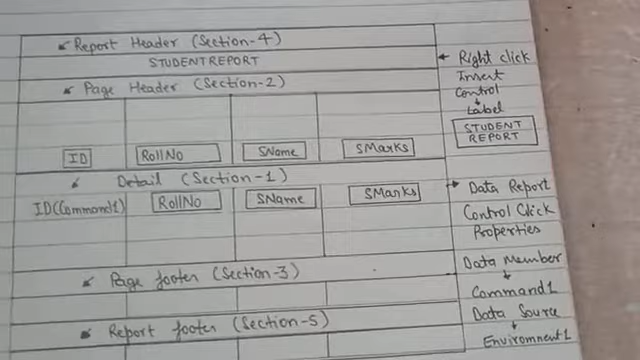 Report Header (Section-4)
STUDENTREPORT
Page Header (Section-2)
ID RollNo SName SMarks
Detail (Section-1)
ID(Command1) RollNo SName SMarks
Page footer (Section-3)
Report footer (Section-5)
Right click
Insert
Control
Label
STUDENT
REPORT
Data Report
Control Click
Properties
Data Member
Command1
Data Source
Enviromnet1